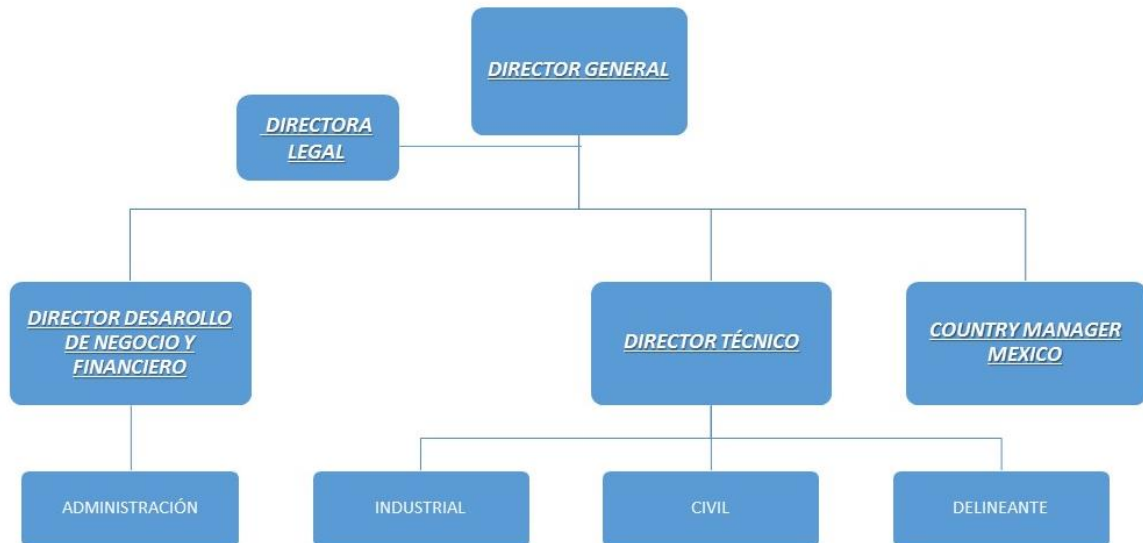 DIRECTOR GENERAL
DIRECTORA
LEGAL
DIRECTOR DESAROLLO
DE NEGOCIO Y
FINANCIERO
DIRECTOR TÉCNICO
COUNTRY MANAGER
MEXICO
ADMINISTRACIÓN
INDUSTRIAL
CIVIL
DELINEANTE